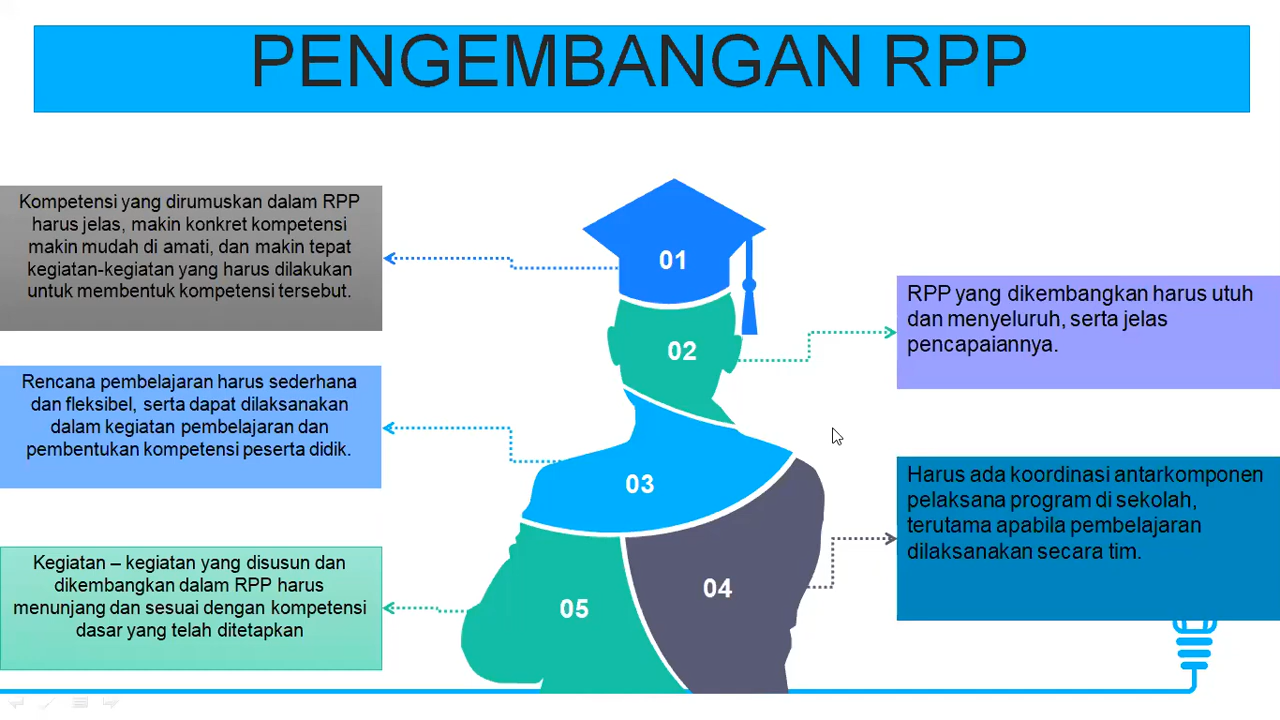 PENGEMBANGAN RPP
Kompetensi yang dirumuskan dalam RPP
harus jelas, makin konkret kompetensi
makin mudah di amati, dan makin tepat
kegiatan-kegiatan yang harus dilakukan
untuk membentuk kompetensi tersebut.
01
RPP yang dikembangkan harus utuh
dan menyeluruh, serta jelas
pencapaiannya.
02
Rencana pembelajaran harus sederhana
dan fleksibel, serta dapat dilaksanakan
dalam kegiatan pembelajaran dan
pembentukan kompetensi peserta didik.
03
Harus ada koordinasi antarkomponen
pelaksana program di sekolah,
terutama apabila pembelajaran
dilaksanakan secara tim.
04
Kegiatan – kegiatan yang disusun dan
dikembangkan dalam RPP harus
menunjang dan sesuai dengan kompetensi
dasar yang telah ditetapkan
05